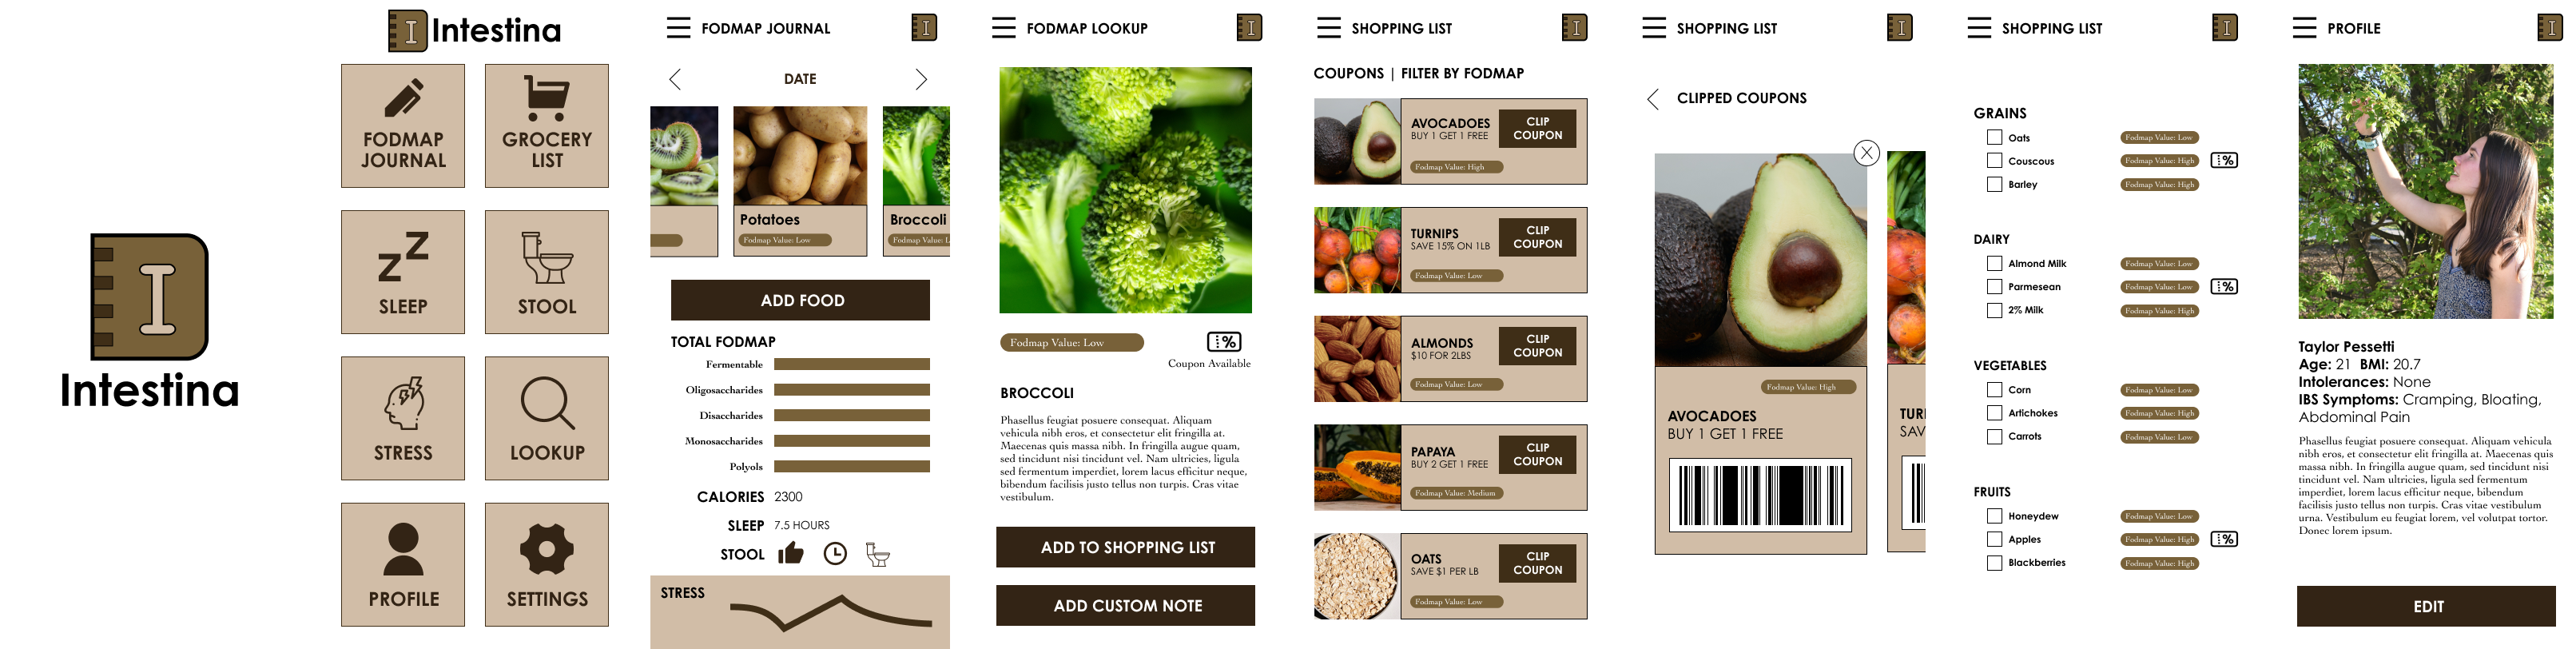 I
Intestina
I
Intestina
FODMAP
JOURNAL
GROCERY
LIST
SLEEP
STOOL
STRESS
LOOKUP
PROFILE
SETTINGS
FODMAP JOURNAL
I
DATE
Potatoes
Fodmap Value: Low
Broccoli
Fodmap Value: L
ADD FOOD
TOTAL FODMAP
Fermentable
Oligosaccharides
Disaccharides
Monosaccharides
Polyols
CALORIES 2300
SLEEP 7.5 HOURS
STOOL
STRESS
FODMAP LOOKUP
I
Fodmap Value: Low
%
Coupon Available
BROCCOLI
Phasellus feugiat posuere consequat. Aliquam
vehicula nibh eros, et consectetur elit fringilla at.
Maecenas quis massa nibh. In fringilla augue quam,
sed tincidunt nisi tincidunt vel. Nam ultricies, ligula
sed fermentum imperdiet, lorem lacus efficitur neque,
bibendum facilisis justo tellus non turpis. Cras vitae
vestibulum.
ADD TO SHOPPING LIST
ADD CUSTOM NOTE
SHOPPING LIST
I
COUPONS | FILTER BY FODMAP
AVOCADOES
BUY 1 GET 1 FREE
CLIP
COUPON
Fodmap Value: High
TURNIPS
SAVE 15% ON 1LB
CLIP
COUPON
Fodmap Value: Low
ALMONDS
$10 FOR 2LBS
CLIP
COUPON
Fodmap Value: Low
PAPAYA
BUY 2 GET 1 FREE
CLIP
COUPON
Fodmap Value: Medium
OATS
SAVE $1 PER LB
CLIP
COUPON
Fodmap Value: Low
SHOPPING LIST
I
CLIPPED COUPONS
X
Fodmap Value: High
AVOCADOES
BUY 1 GET 1 FREE
TUR
SAV
SHOPPING LIST
I
GRAINS
Oats Fodmap Value: Low
Couscous Fodmap Value: High %
Barley Fodmap Value: High
DAIRY
Almond Milk Fodmap Value: Low
Parmesean Fodmap Value: Low %
2% Milk Fodmap Value: High
VEGETABLES
Corn Fodmap Value: Low
Artichokes Fodmap Value: High
Carrots Fodmap Value: Low
FRUITS
Honeydew Fodmap Value: Low
Apples Fodmap Value: High %
Blackberries Fodmap Value: High
PROFILE
I
Taylor Pessetti
Age: 21 BMI: 20.7
Intolerances: None
IBS Symptoms: Cramping, Bloating,
Abdominal Pain
Phasellus feugiat posuere consequat. Aliquam vehicula
nibh eros, et consectetur elit fringilla at. Maecenas quis
massa nibh. In fringilla augue quam, sed tincidunt nisi
tincidunt vel. Nam ultricies, ligula sed fermentum
imperdiet, lorem lacus efficitur neque, bibendum
facilisis justo tellus non turpis. Cras vitae vestibulum
urna. Vestibulum eu feugiat lorem, vel volutpat tortor.
Donec lorem ipsum.
EDIT